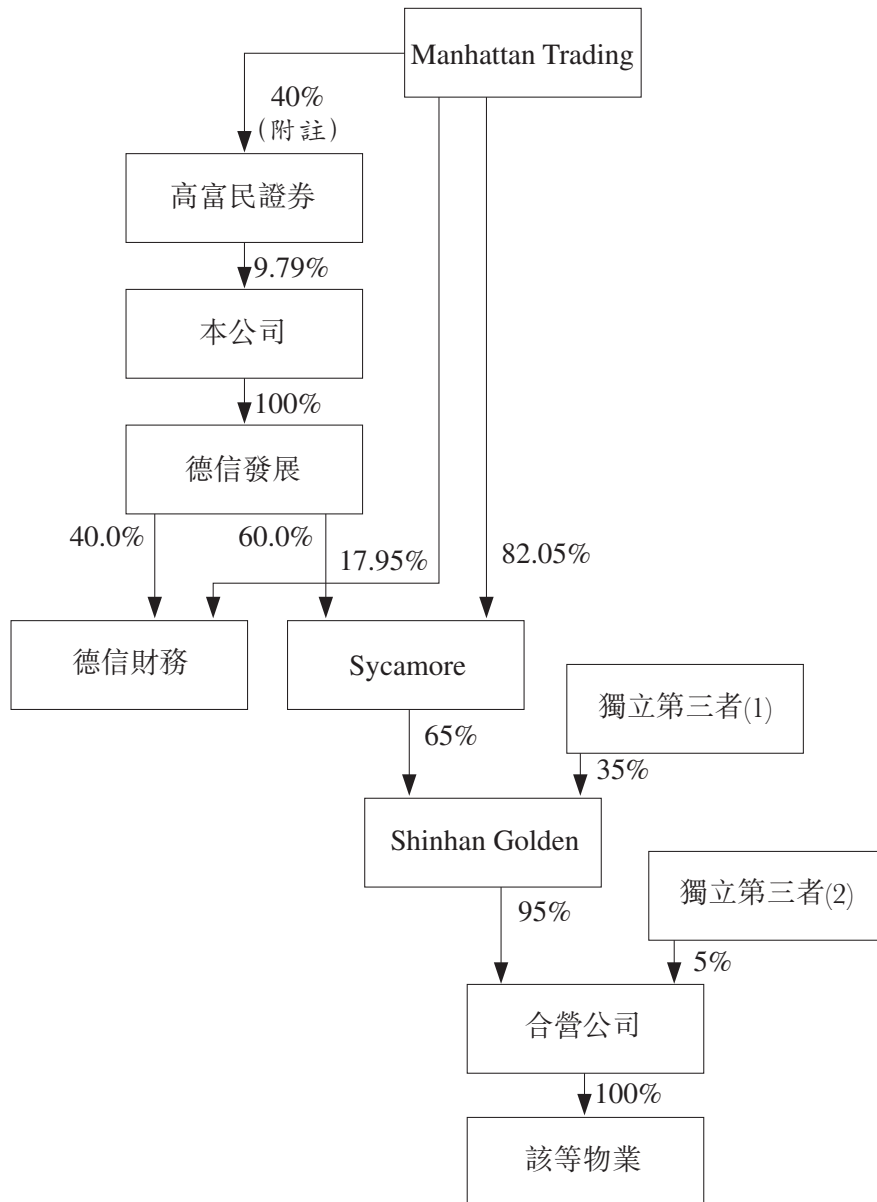 Manhattan Trading
40%
(附註)
高富民證券
9.79%
本公司
100%
德信發展
40.0%
60.0%
17.95%
82.05%
德信財務
Sycamore
獨立第三者(1)
65%
35%
Shinhan Golden
獨立第三者(2)
95%
5%
合營公司
100%
該等物業